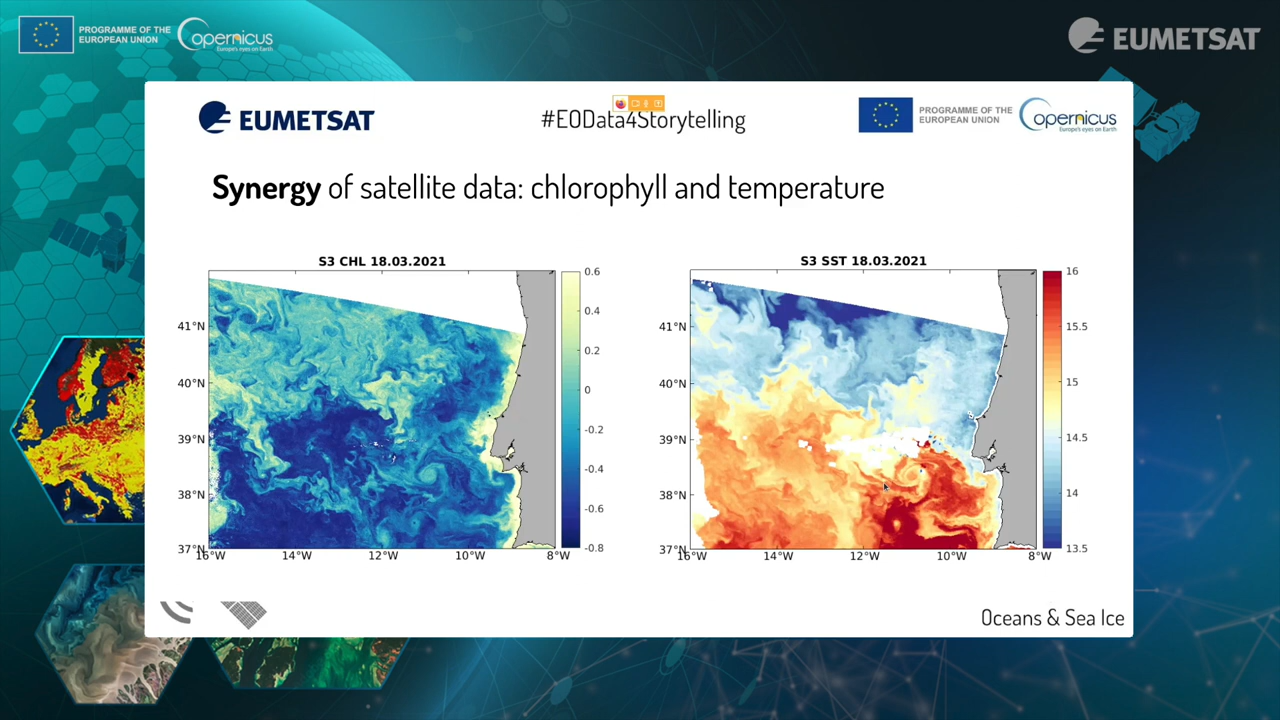 PROGRAMME OF THE
EUROPEAN UNION
Copernicus
Europe's eyes on Earth
EUMETSAT
EUMETSAT
#EOData4Storytelling
PROGRAMME OF THE
EUROPEAN UNION
Copernicus
Europe's eyes on Earth
Synergy of satellite data: chlorophyll and temperature
S3 CHL 18.03.2021
41°N
40°N
39°N
38°N
37°N
16°W
14°W
12°W
10°W
8°W
0.6
0.4
0.2
0
-0.2
-0.4
-0.6
-0.8
S3 SST 18.03.2021
41°N
40°N
39°N
38°N
37°N
16°W
14°W
12°W
10°W
8°W
16
15.5
15
14.5
14
13.5
Oceans & Sea Ice